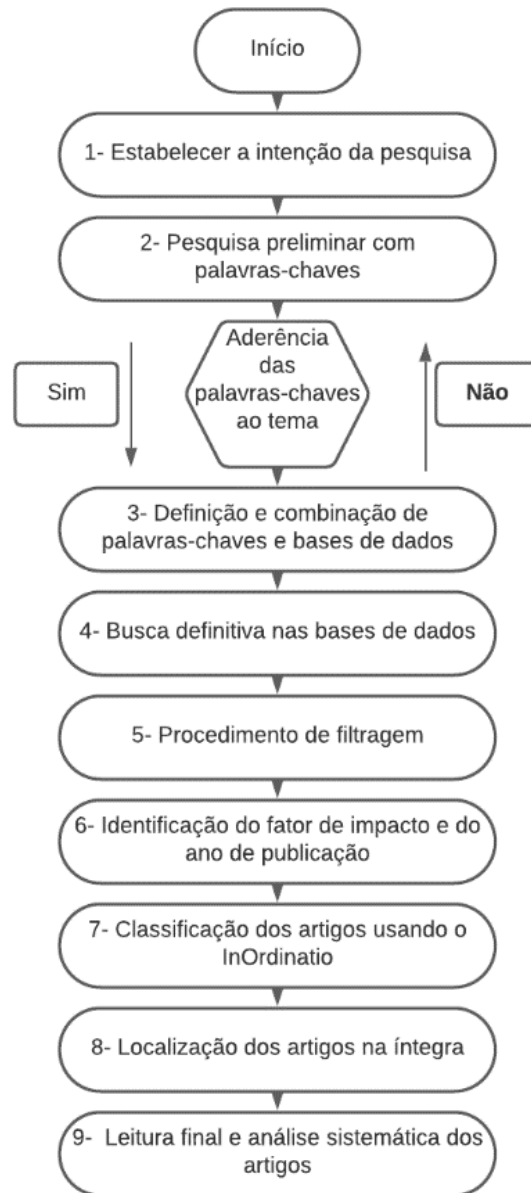 Início
1- Estabelecer a intenção da pesquisa
2- Pesquisa preliminar com
palavras-chaves
Aderência
das
palavras-chaves
ao tema
Sim
Não
3- Definição e combinação de
palavras-chaves e bases de dados
4- Busca definitiva nas bases de dados
5- Procedimento de filtragem
6- Identificação do fator de impacto e do
ano de publicação
7- Classificação dos artigos usando o
InOrdinatio
8- Localização dos artigos na íntegra
9- Leitura final e análise sistemática dos
artigos